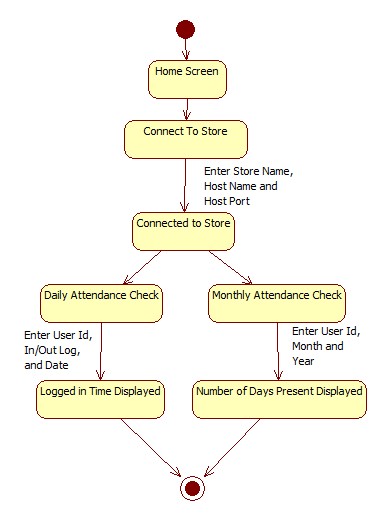 Home Screen
Connect To Store
Enter Store Name,
Host Name and
Host Port
Connected to Store
Daily Attendance Check
Monthly Attendance Check
Enter User Id,
In/Out Log,
and Date
Enter User Id,
Month and
Year
Logged in Time Displayed
Number of Days Present Displayed